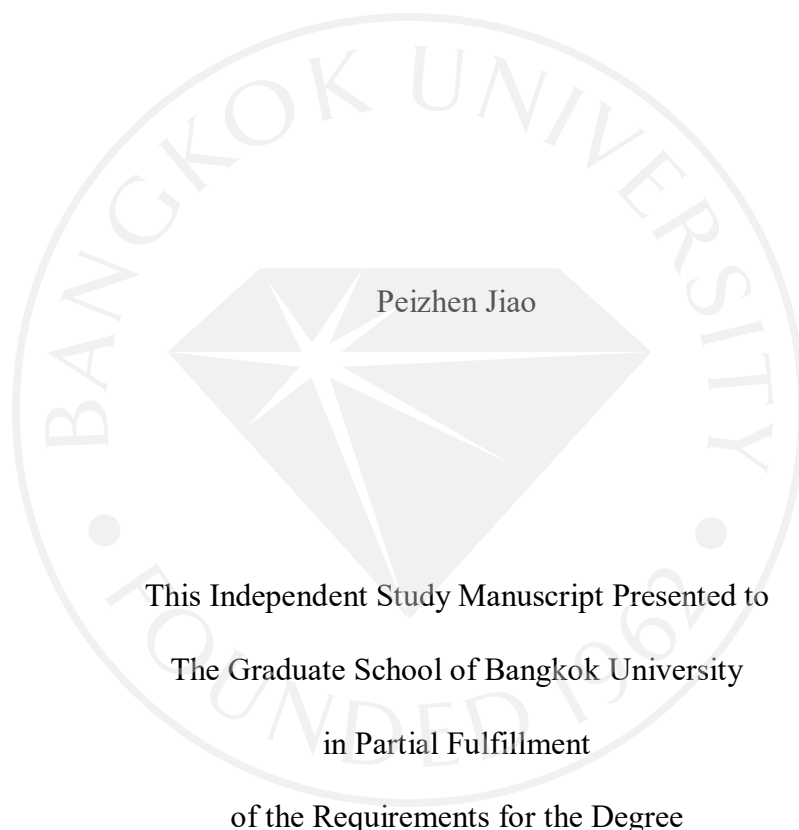 BANGKOK UNIVERSITY
Peizhen Jiao
This Independent Study Manuscript Presented to
The Graduate School of Bangkok University
in Partial Fulfillment
of the Requirements for the Degree
FOUNDED 1962